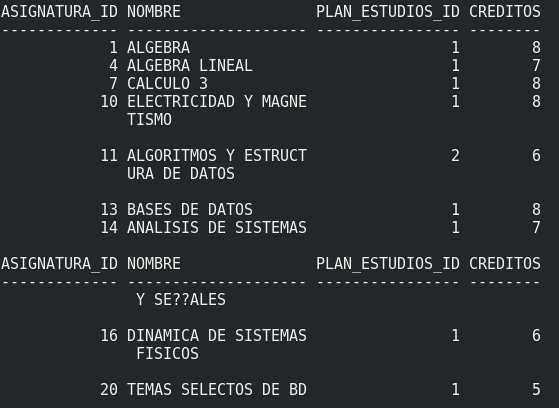 ASIGNATURA_ID NOMBRE               PLAN_ESTUDIOS_ID CREDITOS
------------- -------------------- ---------------- --------
            1 ALGEBRA                             1        8
            4 ALGEBRA LINEAL                      1        7
            7 CALCULO 3                           1        8
           10 ELECTRICIDAD Y MAGNE                1        8
              TISMO
           11 ALGORITMOS Y ESTRUCT                2        6
              URA DE DATOS
           13 BASES DE DATOS                      1        8
           14 ANALISIS DE SISTEMAS                1        7
ASIGNATURA_ID NOMBRE               PLAN_ESTUDIOS_ID CREDITOS
------------- -------------------- ---------------- --------
               Y SE??ALES
           16 DINAMICA DE SISTEMAS                1        6
               FISICOS
           20 TEMAS SELECTOS DE BD                1        5